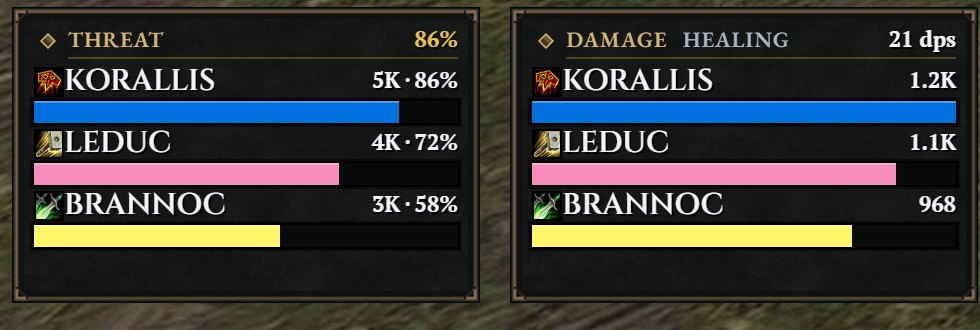 THREAT 86%
KORALLIS 5K·86%
LEDUC 4K·72%
BRANNOC 3K·58%
DAMAGE HEALING 21 dps
KORALLIS 1.2K
LEDUC 1.1K
BRANNOC 968